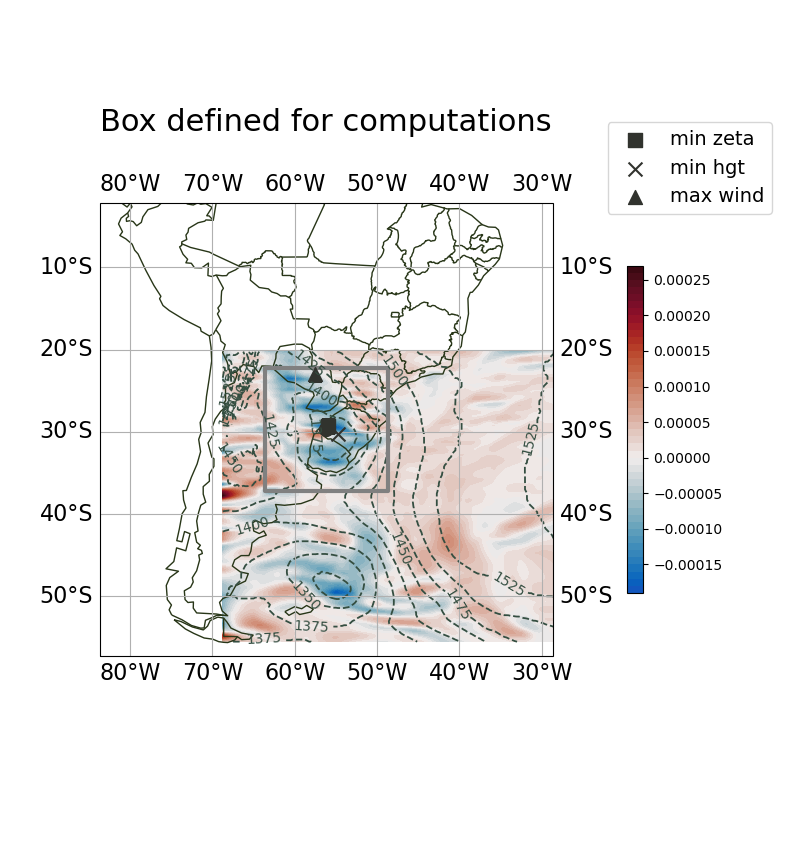 Box defined for computations
min zeta
min hgt
max wind
80°W 70°W 60°W 50°W 40°W 30°W
10°S 10°S
20°S 20°S
30°S 30°S
40°S 40°S
50°S 50°S
80°W 70°W 60°W 50°W 40°W 30°W
0.00025
0.00020
0.00015
0.00010
0.00005
0.00000
−0.00005
−0.00010
−0.00015
1500
1400
1425
1525
1450
1400
1450
1350
1525
1475
1375
1375